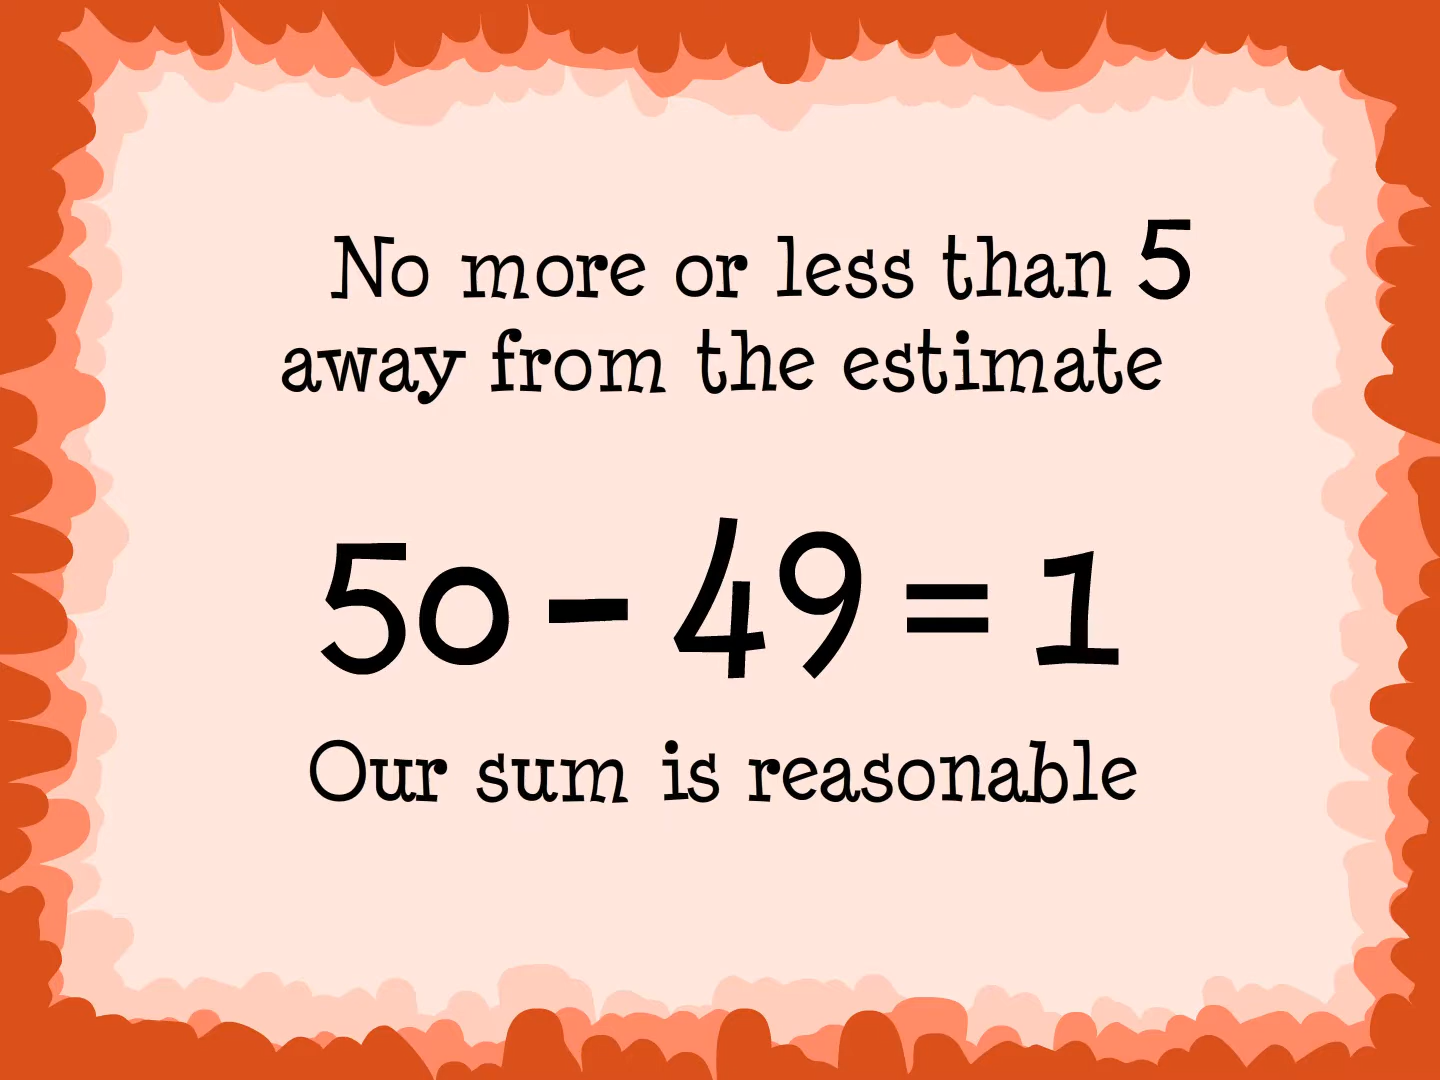 No more or less than 5
away from the estimate
50 - 49 = 1
Our sum is reasonable